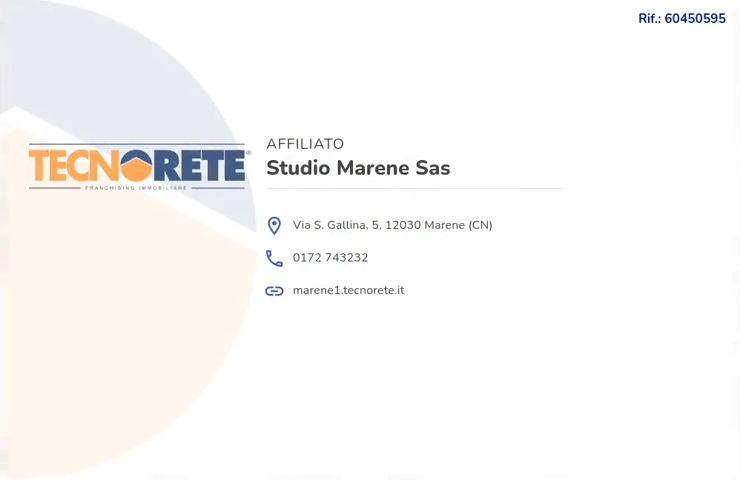 Rif.: 60450595
AFFILIATO
TECNORETE®
Studio Marene Sas
FRANCHISING IMMOBILIARE
Via S. Gallina, 5, 12030 Marene (CN)
0172 743232
marene1.tecnorete.it